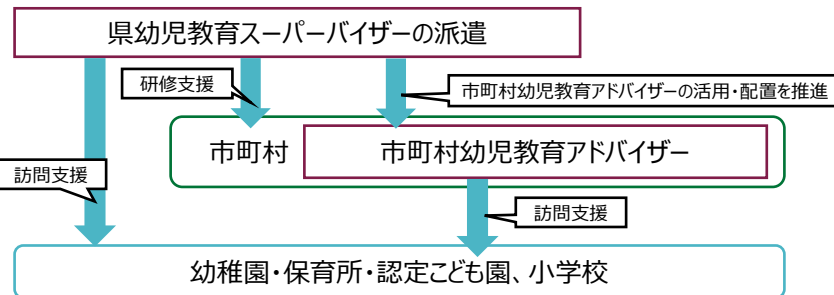 県幼児教育スーパーバイザーの派遣
研修支援
市町村幼児教育アドバイザーの活用・配置を推進
市町村
市町村幼児教育アドバイザー
訪問支援
訪問支援
幼稚園・保育所・認定こども園、小学校